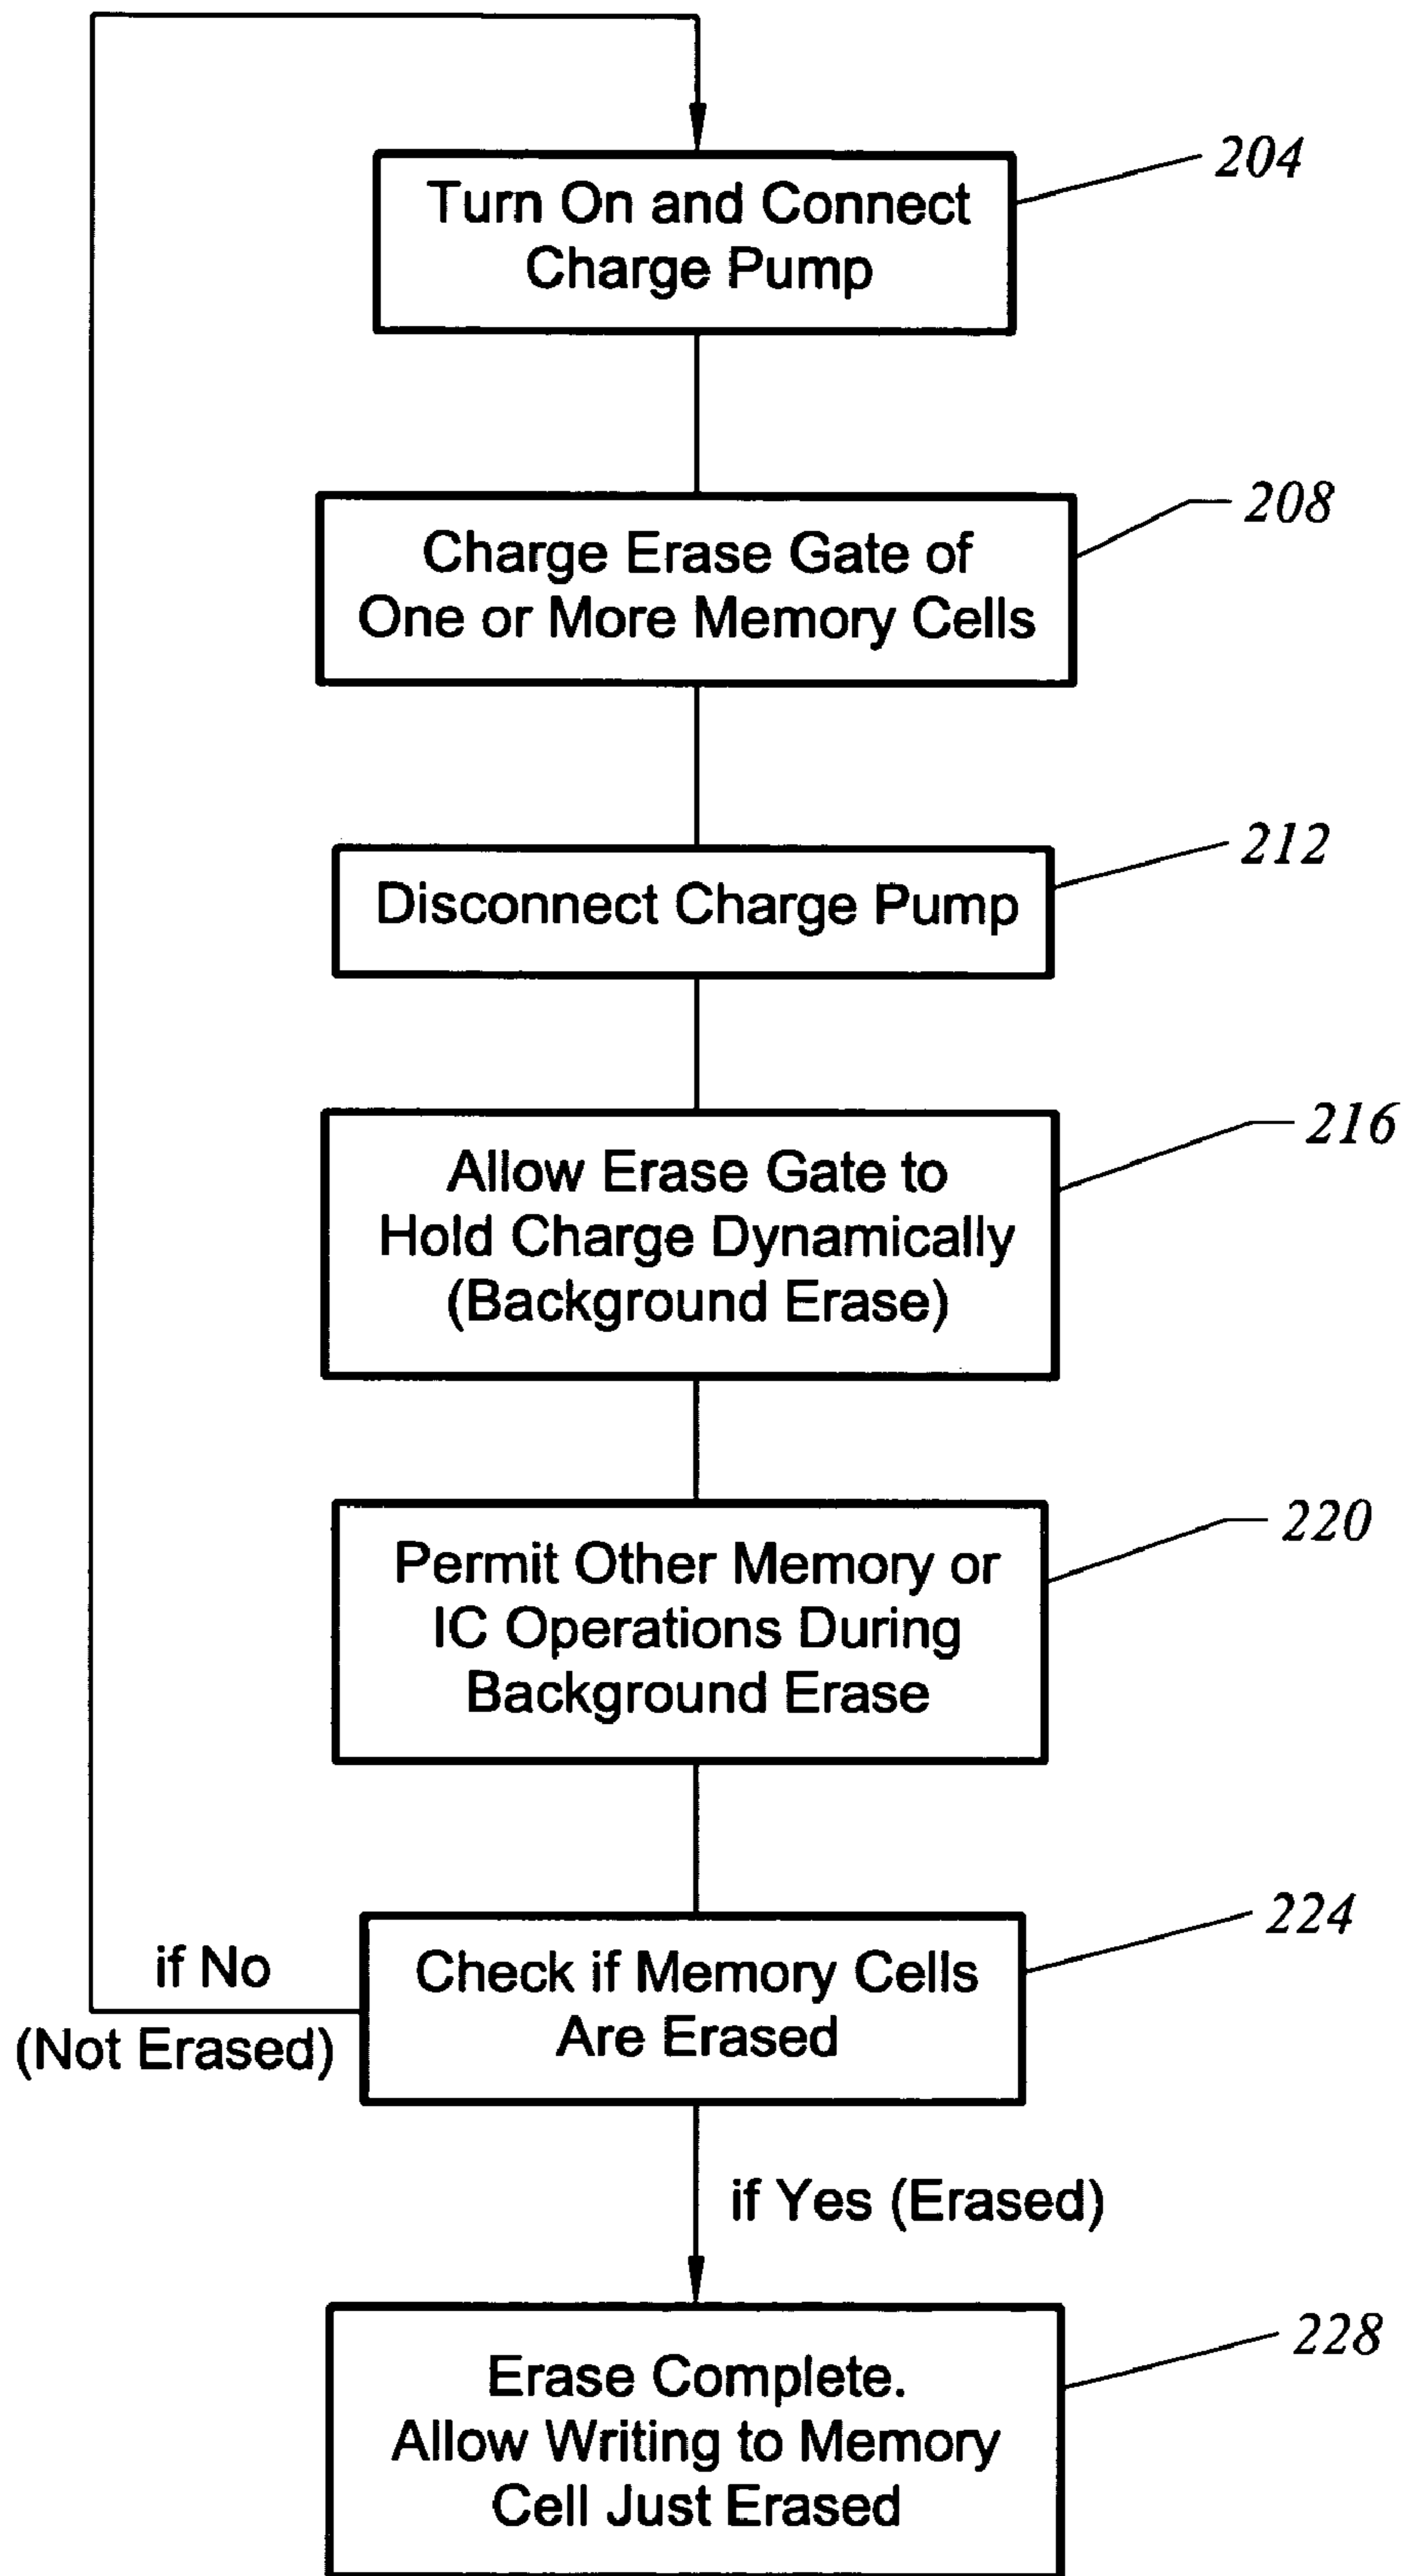 204
Turn On and Connect
Charge Pump
208
Charge Erase Gate of
One or More Memory Cells
212
Disconnect Charge Pump
216
Allow Erase Gate to
Hold Charge Dynamically
(Background Erase)
220
Permit Other Memory or
IC Operations During
Background Erase
224
if No
(Not Erased)
Check if Memory Cells
Are Erased
if Yes (Erased)
228
Erase Complete.
Allow Writing to Memory
Cell Just Erased